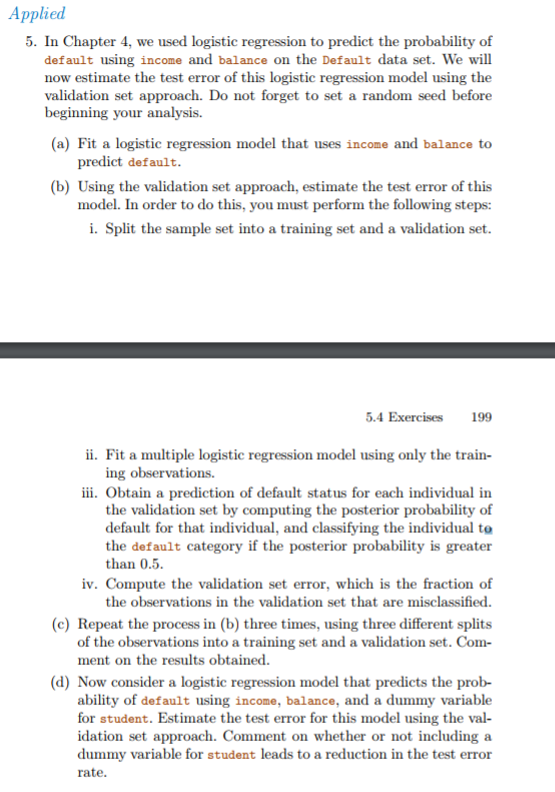 Applied
5. In Chapter 4, we used logistic regression to predict the probability of
default using income and balance on the Default data set. We will
now estimate the test error of this logistic regression model using the
validation set approach. Do not forget to set a random seed before
beginning your analysis.
(a) Fit a logistic regression model that uses income and balance to
predict default.
(b) Using the validation set approach, estimate the test error of this
model. In order to do this, you must perform the following steps:
i. Split the sample set into a training set and a validation set.
5.4 Exercises 199
ii. Fit a multiple logistic regression model using only the train-
ing observations.
iii. Obtain a prediction of default status for each individual in
the validation set by computing the posterior probability of
default for that individual, and classifying the individual to
the default category if the posterior probability is greater
than 0.5.
iv. Compute the validation set error, which is the fraction of
the observations in the validation set that are misclassified.
(c) Repeat the process in (b) three times, using three different splits
of the observations into a training set and a validation set. Com-
ment on the results obtained.
(d) Now consider a logistic regression model that predicts the prob-
ability of default using income, balance, and a dummy variable
for student. Estimate the test error for this model using the val-
idation set approach. Comment on whether or not including a
dummy variable for student leads to a reduction in the test error
rate.